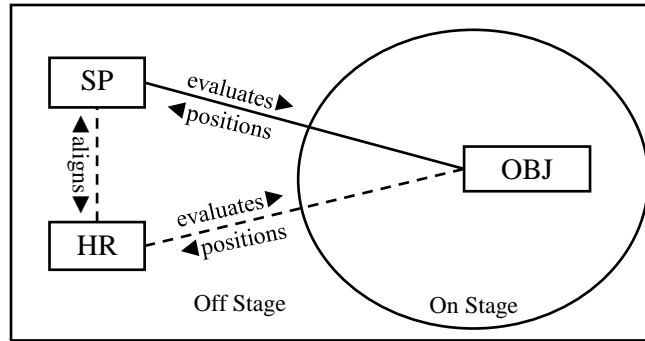 SP
evaluates
positions
aligns
OBJ
evaluates
positions
HR
Off Stage
On Stage